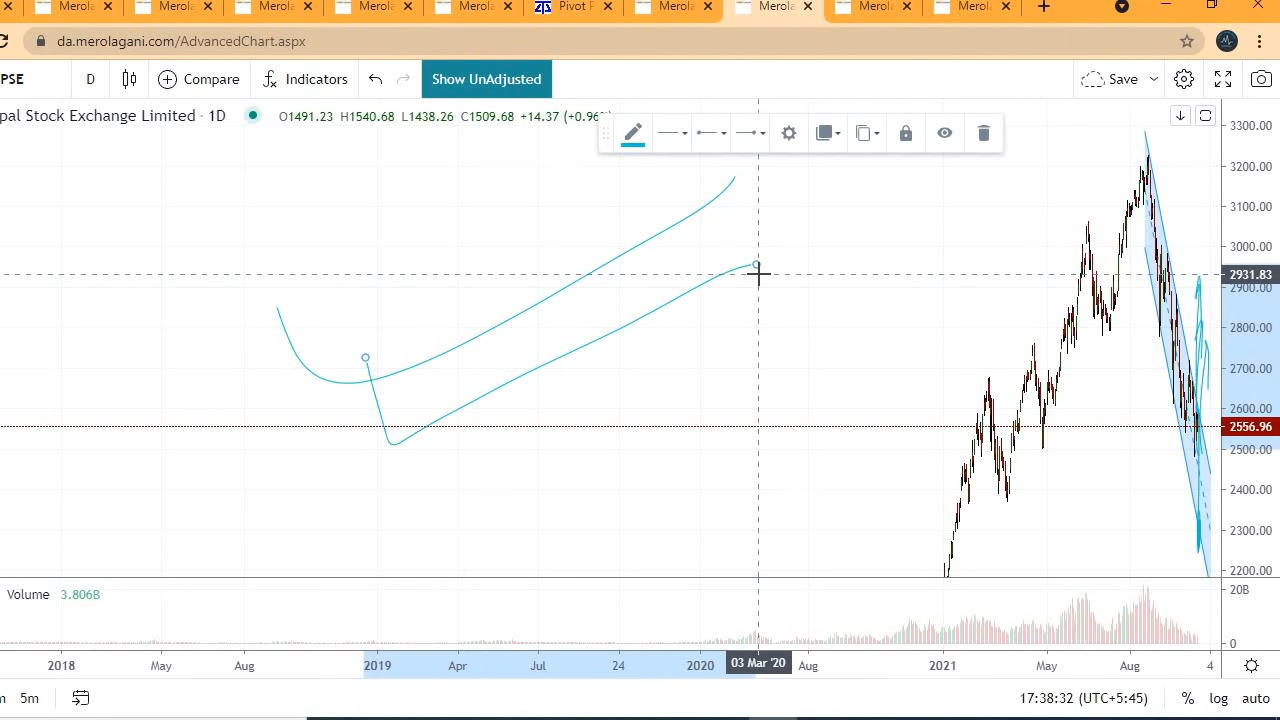 Merola Merola Merola Merola Pivot P Merola Merola Merola Merola
da.merolagani.com/AdvancedChart.aspx
PSE D Compare Indicators Show UnAdjusted Save
pal Stock Exchange Limited · 1D O1491.23 H1540.68 L1438.26 C1509.68 +14.37 (+0.96
3300.00
3200.00
3100.00
3000.00
2931.83
2900.00
2800.00
2700.00
2600.00
2556.96
2500.00
2400.00
2300.00
2200.00
Volume 3.806B
20B
0
2018 May Aug 2019 Apr Jul 24 2020 03 Mar '20 Aug 2021 May Aug 4
m 5m 17:38:32 (UTC+5:45) % log auto